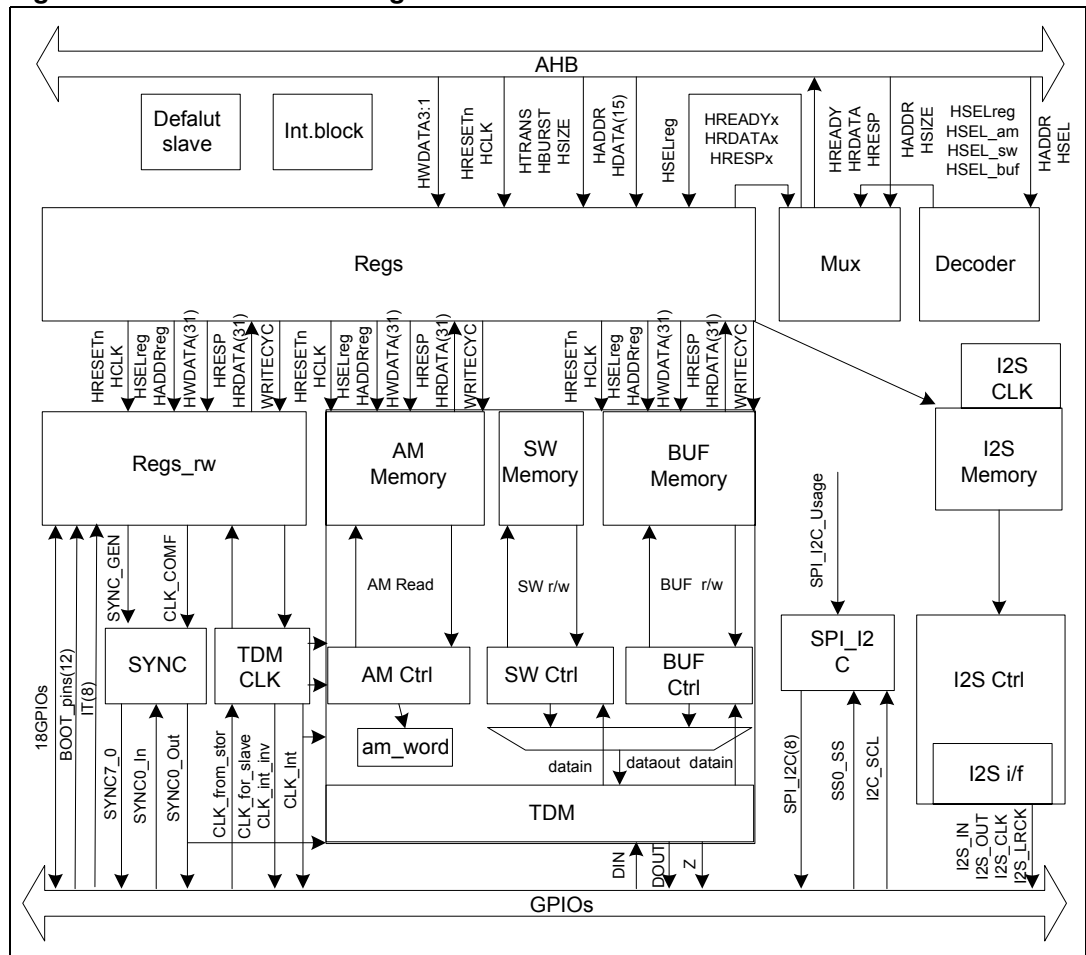 AHB
Defalut
slave
Int.block
HWDATA3:1
HRESETn
HCLK
HTRANS
HBURST
HSIZE
HADDR
HDATA(15)
HSELreg
HREADYx
HRDATAx
HRESPx
HREADY
HRDATA
HRESP
HADDR
HSIZE
HSELreg
HSEL_am
HSEL_sw
HSEL_buf
HADDR
HSEL
Regs
Mux
Decoder
HRESETn
HCLK
HSELreg
HADDRreg
HWDATA(31)
HRESP
HRDATA(31)
WRITECYC
HRESETn
HCLK
HSELreg
HADDRreg
HWDATA(31)
HRESP
HRDATA(31)
WRITECYC
HRESETn
HCLK
HSELreg
HADDRreg
HWDATA(31)
HRESP
HRDATA(31)
WRITECYC
I2S
CLK
Regs_rw
AM
Memory
SW
Memory
BUF
Memory
I2S
Memory
SYNC_GEN
CLK_COMF
AM Read
SW r/w
BUF r/w
SPI_I2C_Usage
SYNC
TDM
CLK
AM Ctrl
SW Ctrl
BUF
Ctrl
SPI_I2
C
I2S Ctrl
am_word
18GPIOs
BOOT_pins(12)
IT(8)
SYNC7_0
SYNC0_In
SYNC0_Out
CLK_from_stor
CLK_for_slave
CLK_int_inv
CLK_Int
datain
dataout
datain
SPI_I2C(8)
SS0_SS
I2C_SCL
I2S i/f
TDM
DIN
DOUT
Z
I2S_IN
I2S_OUT
I2S_CLK
I2S_LRCK
GPIOs